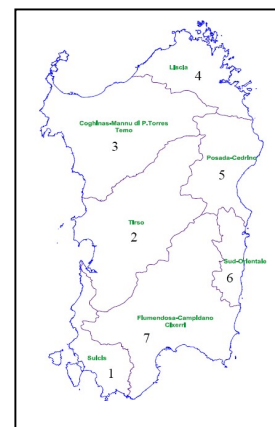 Liscia
4
Coghinas-Mannu di P.Torres
Temo
3
Posada-Cedrino
5
Tirso
2
Sud-Orientale
6
Flumendosa-Campidano
Cixerri
7
Sulcis
1